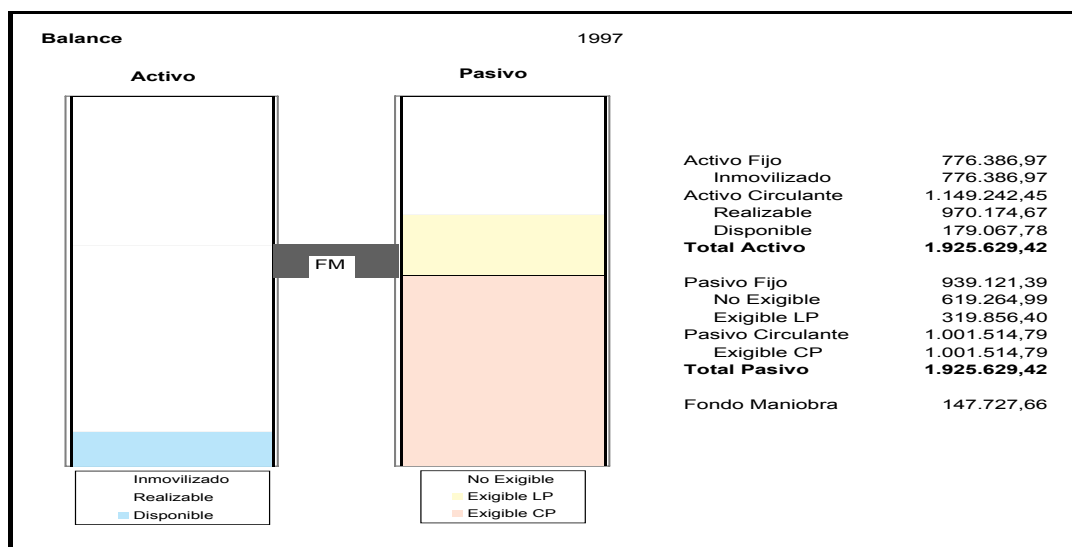 Balance 1997
Activo Pasivo
FM
Inmovilizado
Realizable
Disponible
No Exigible
Exigible LP
Exigible CP
Activo Fijo 776.386,97
Inmovilizado 776.386,97
Activo Circulante 1.149.242,45
Realizable 970.174,67
Disponible 179.067,78
Total Activo 1.925.629,42
Pasivo Fijo 939.121,39
No Exigible 619.264,99
Exigible LP 319.856,40
Pasivo Circulante 1.001.514,79
Exigible CP 1.001.514,79
Total Pasivo 1.925.629,42
Fondo Maniobra 147.727,66